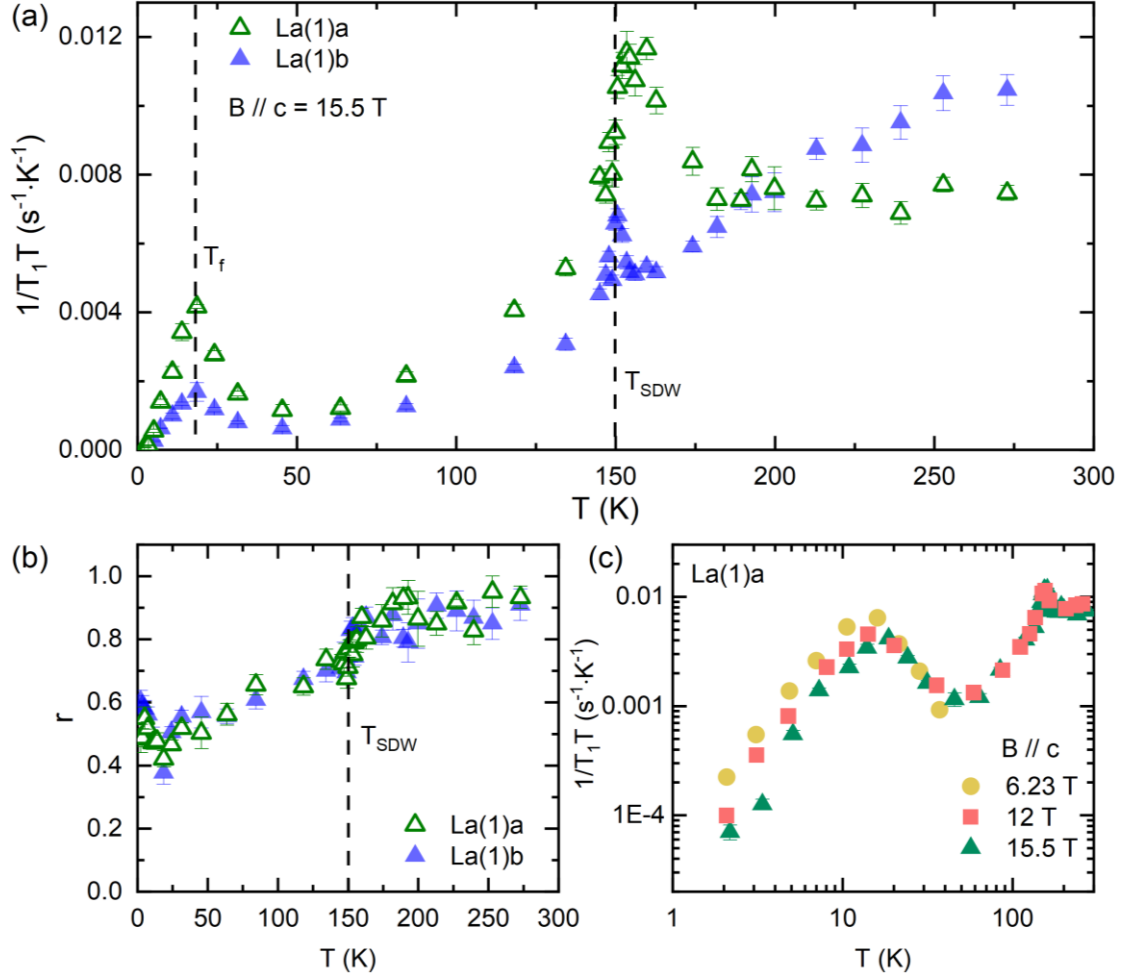 (a)
La(1)a
La(1)b
B // c = 15.5 T
T_f
T_SDW
1/T₁T (s⁻¹·K⁻¹)
0.012
0.008
0.004
0.000
0 50 100 150 200 250 300
T (K)
(b)
1.0
0.8
0.6
0.4
0.2
0.0
r
T_SDW
La(1)a
La(1)b
0 50 100 150 200 250 300
T (K)
(c)
La(1)a
0.01
0.001
1E-4
1/T₁T (s⁻¹·K⁻¹)
B // c
6.23 T
12 T
15.5 T
1 10 100
T (K)